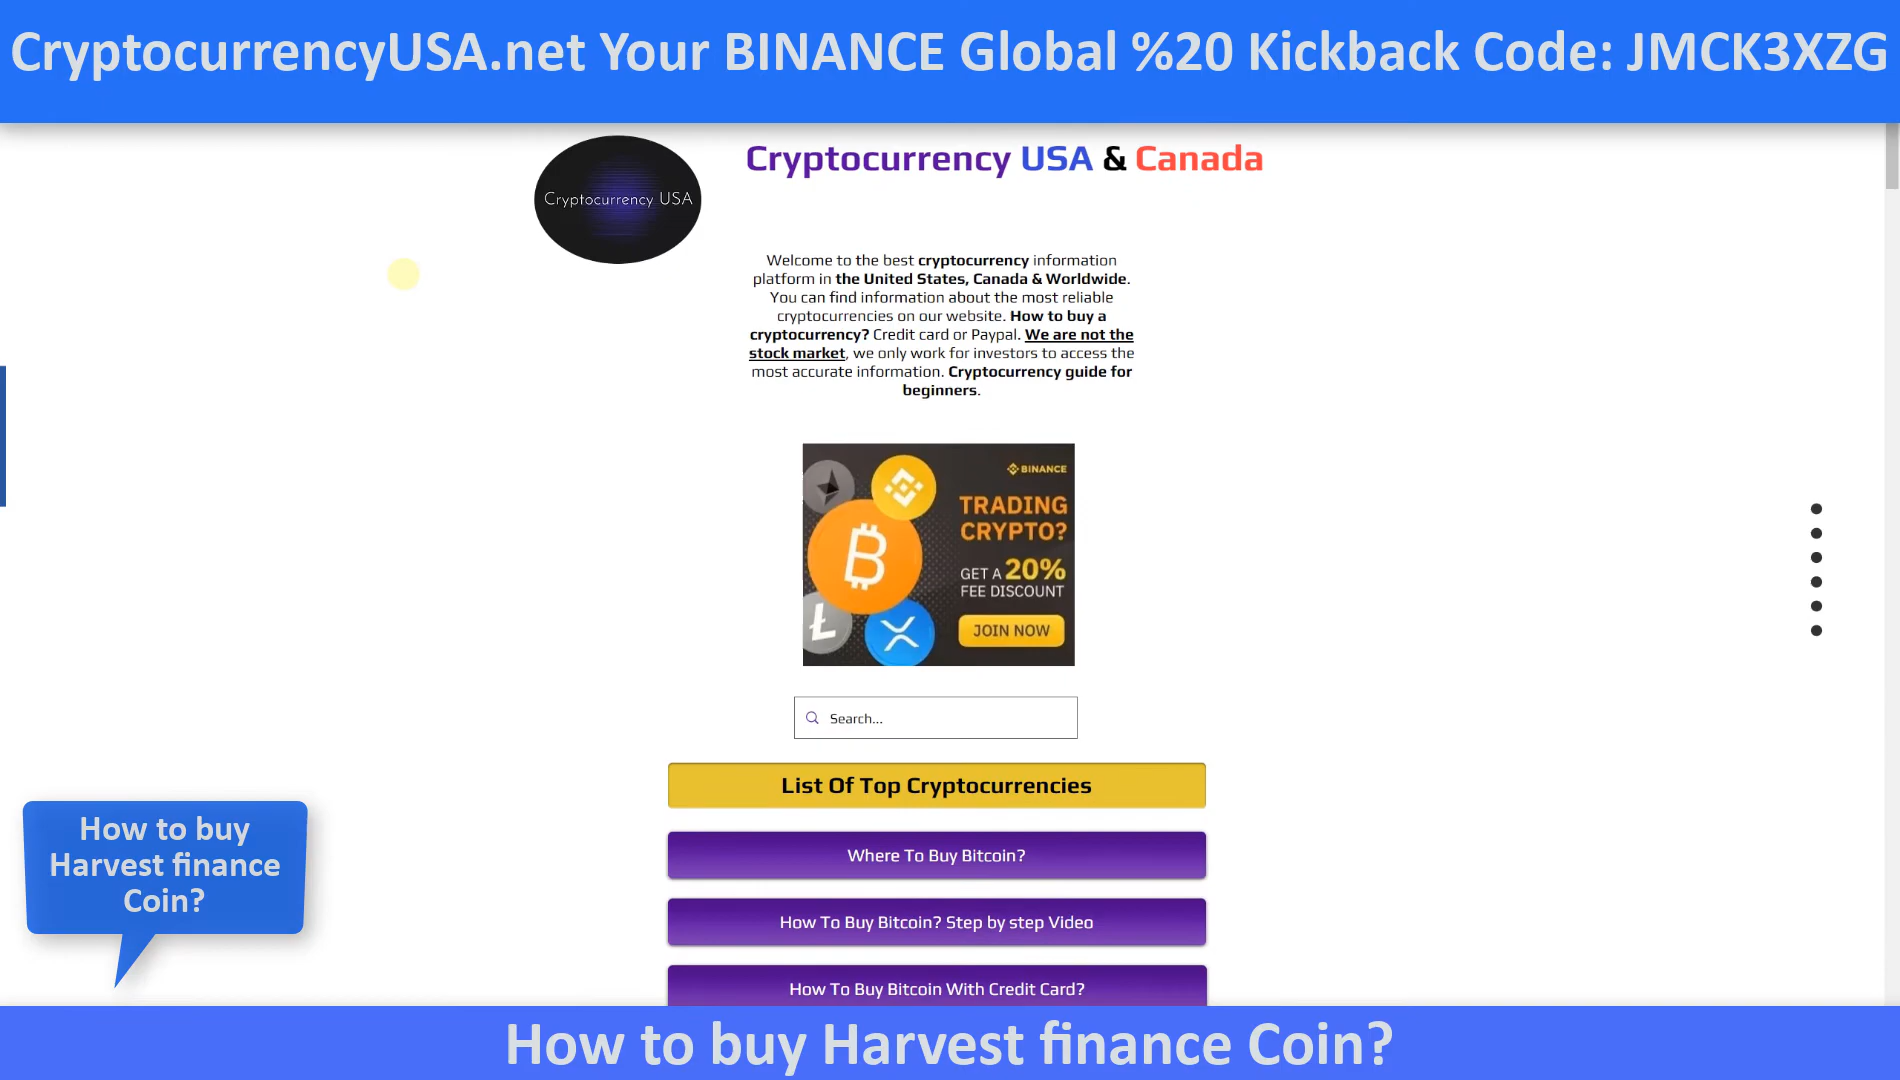 CryptocurrencyUSA.net Your BINANCE Global %20 Kickback Code: JMCK3XZG
Cryptocurrency USA & Canada
Cryptocurrency USA
Welcome to the best cryptocurrency information
platform in the United States, Canada & Worldwide.
You can find information about the most reliable
cryptocurrencies on our website. How to buy a
cryptocurrency? Credit card or Paypal. We are not the
stock market, we only work for investors to access the
most accurate information. Cryptocurrency guide for
beginners.
BINANCE
TRADING
CRYPTO?
GET A 20%
FEE DISCOUNT
JOIN NOW
Search...
List Of Top Cryptocurrencies
Where To Buy Bitcoin?
How To Buy Bitcoin? Step by step Video
How To Buy Bitcoin With Credit Card?
How to buy
Harvest finance
Coin?
How to buy Harvest finance Coin?